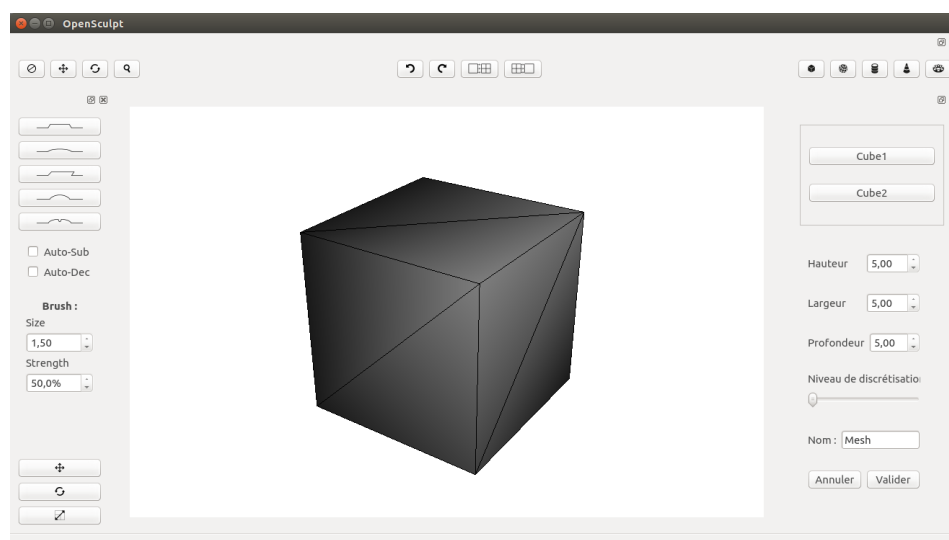 OpenSculpt
Auto-Sub
Auto-Dec
Brush :
Size
1,50
Strength
50,0%
Cube1
Cube2
Hauteur 5,00
Largeur 5,00
Profondeur 5,00
Niveau de discrétisatio
Nom : Mesh
Annuler Valider